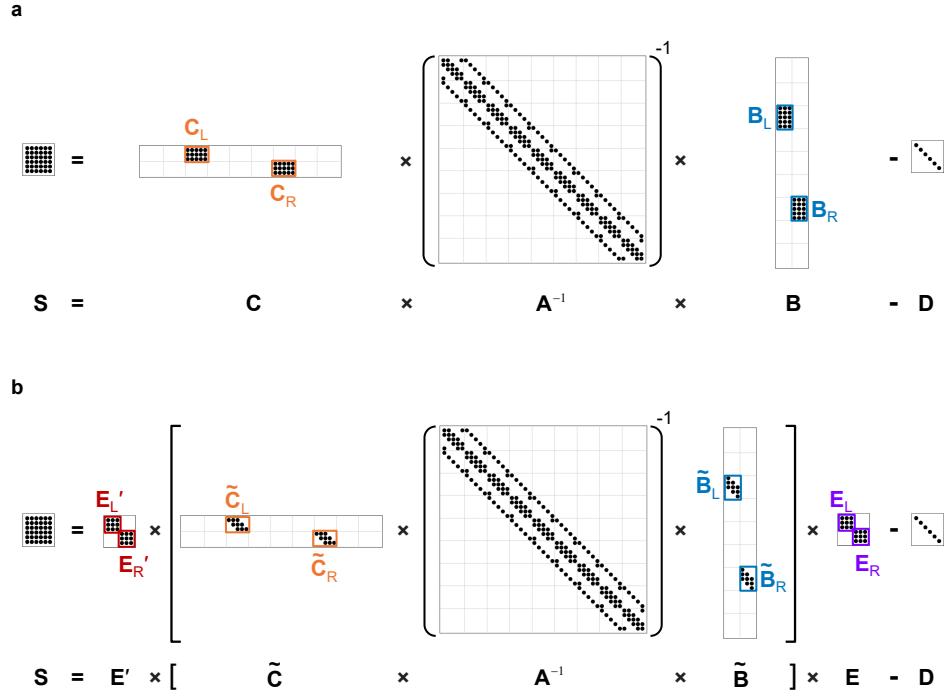 a
-1
C_L
B_L
= × × -
C_R
B_R
S = C × A⁻¹ × B - D
b
-1
E_L′ C̃_L B̃_L E_L
= × × × × -
E_R′ C̃_R B̃_R E_R
S = E′ × [ C̃ × A⁻¹ × B̃ ] × E - D